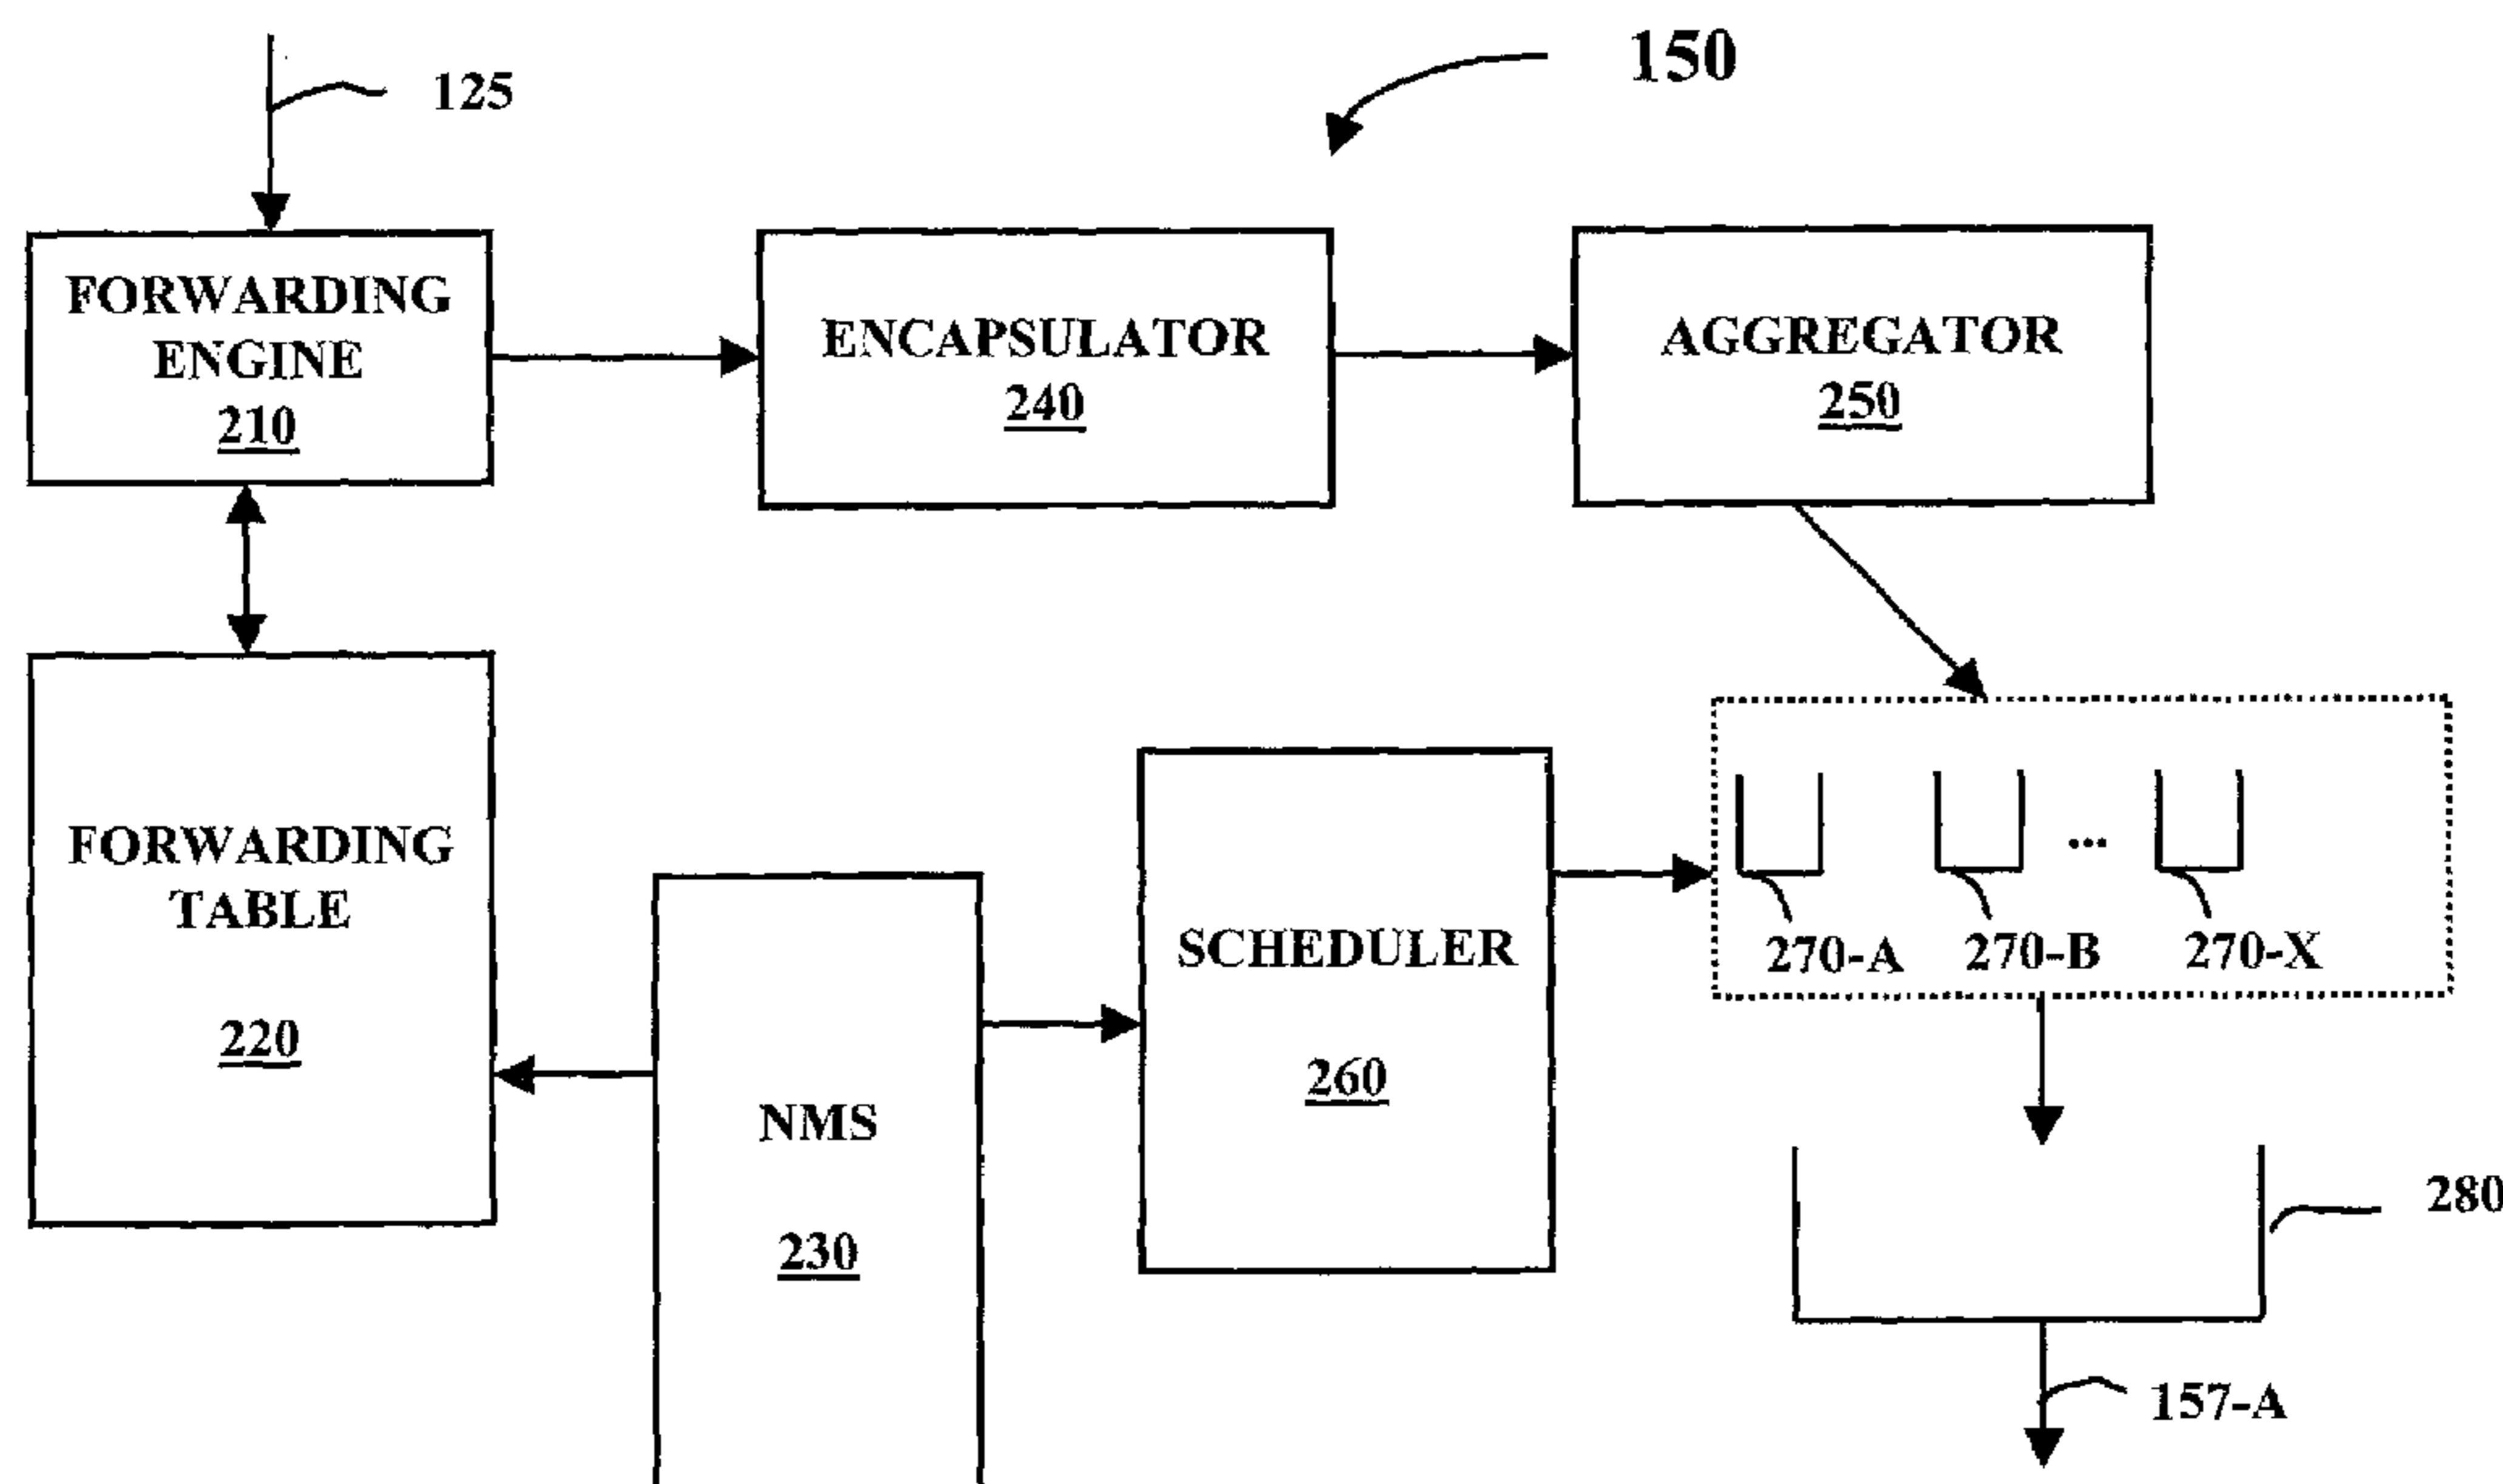 125
150
FORWARDING
ENGINE
210
ENCAPSULATOR
240
AGGREGATOR
250
FORWARDING
TABLE
220
NMS
230
SCHEDULER
260
...
270-A
270-B
270-X
280
157-A